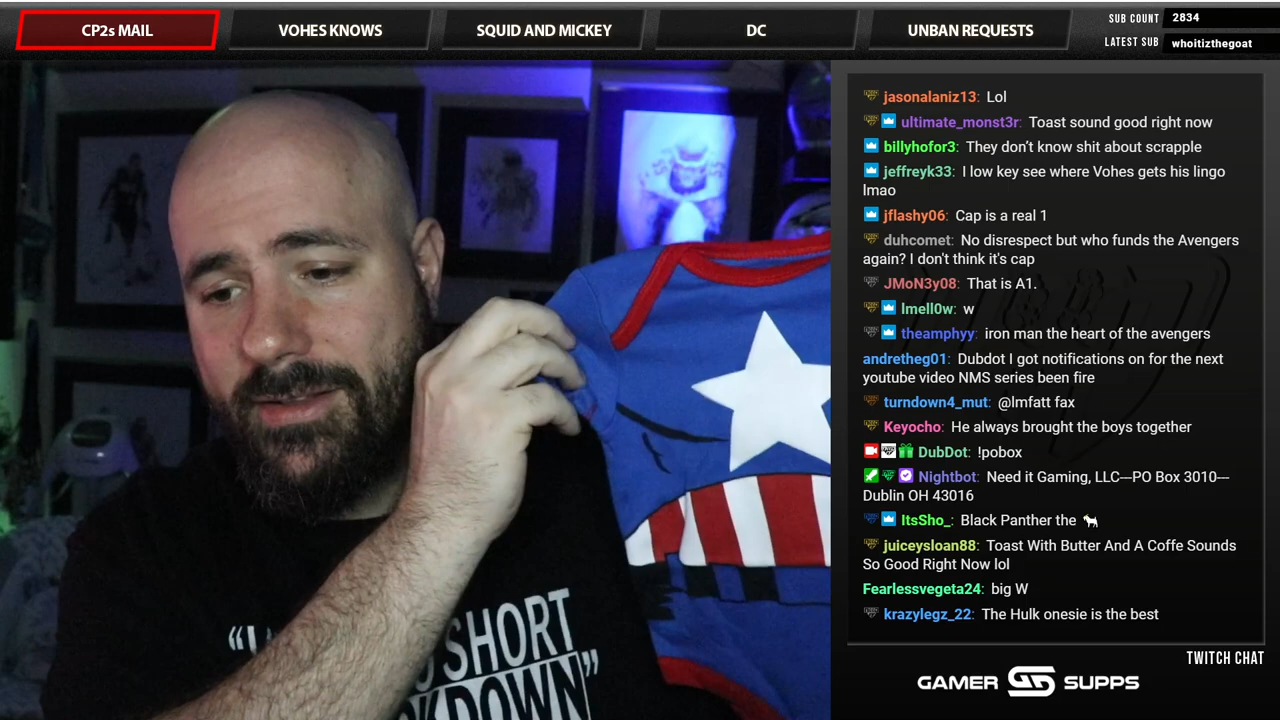 CP2s MAIL
VOHES KNOWS
SQUID AND MICKEY
DC
UNBAN REQUESTS
SUB COUNT 2834
LATEST SUB whoitizthegoat
jasonalaniz13: Lol
ultimate_monst3r: Toast sound good right now
billyhofor3: They don't know shit about scrapple
jeffreyk33: I low key see where Vohes gets his lingo
lmao
jflashy06: Cap is a real 1
duhcomet: No disrespect but who funds the Avengers
again? I don't think it's cap
JMoN3y08: That is A1.
lmell0w: w
theamphyy: iron man the heart of the avengers
andretheg01: Dubdot I got notifications on for the next
youtube video NMS series been fire
turndown4_mut: @lmfatt fax
Keyocho: He always brought the boys together
DubDot: !pobox
Nightbot: Need it Gaming, LLC---PO Box 3010---
Dublin OH 43016
ItsSho_: Black Panther the
juiceysloan88: Toast With Butter And A Coffe Sounds
So Good Right Now lol
Fearlessvegeta24: big W
krazylegz_22: The Hulk onesie is the best
TWITCH CHAT
GAMER GS SUPPS
SHORT